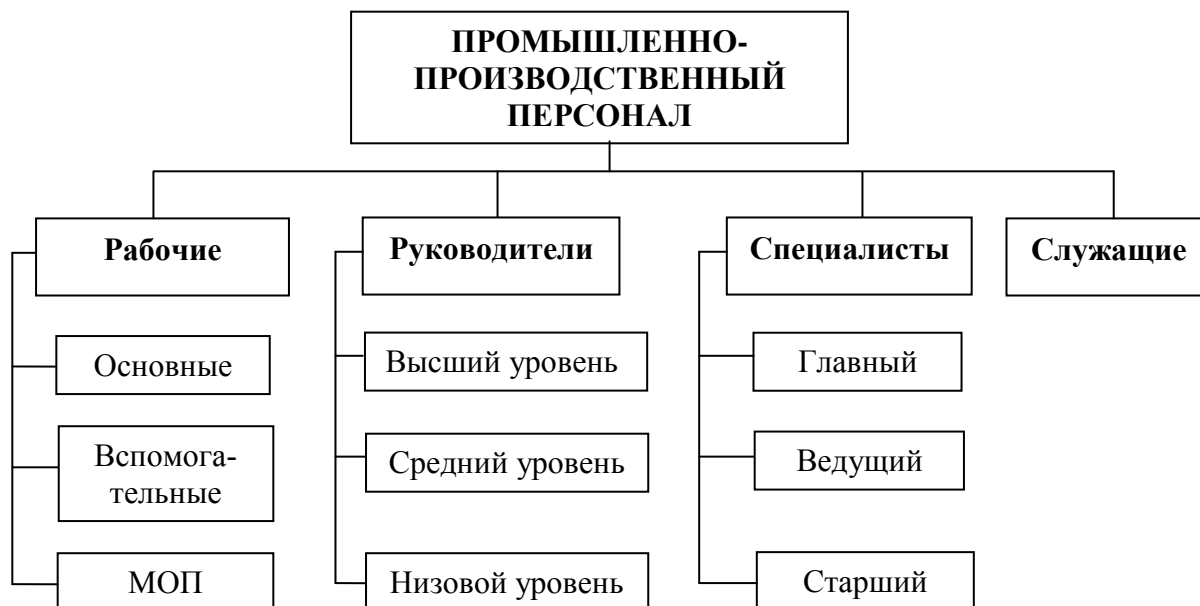 ПРОМЫШЛЕННО-
ПРОИЗВОДСТВЕННЫЙ
ПЕРСОНАЛ
Рабочие
Руководители
Специалисты
Служащие
Основные
Высший уровень
Главный
Вспомога-
тельные
Средний уровень
Ведущий
МОП
Низовой уровень
Старший